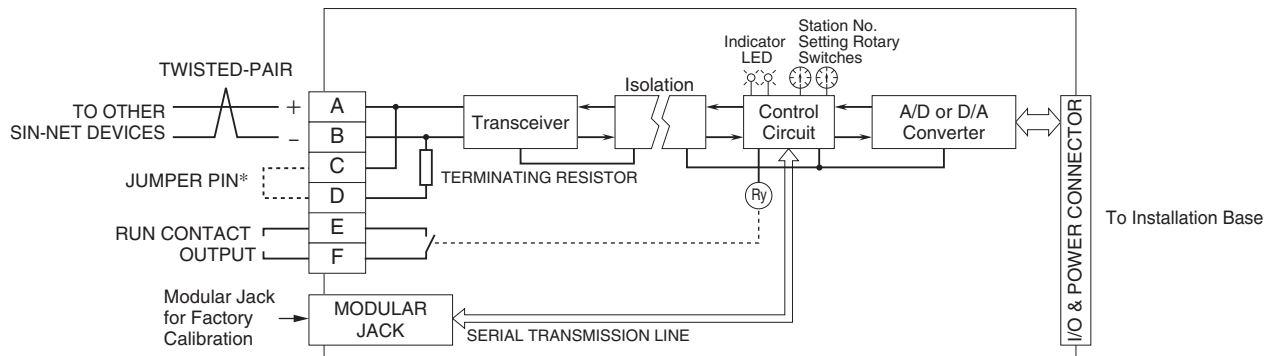 Station No.
Setting Rotary
Switches
Indicator
LED
TWISTED-PAIR
Isolation
TO OTHER
SIN-NET DEVICES
+
−
A
B
C
D
E
F
Transceiver
Control
Circuit
A/D or D/A
Converter
JUMPER PIN*
TERMINATING RESISTOR
Ry
RUN CONTACT
OUTPUT
I/O & POWER CONNECTOR
To Installation Base
Modular Jack
for Factory
Calibration
MODULAR
JACK
SERIAL TRANSMISSION LINE